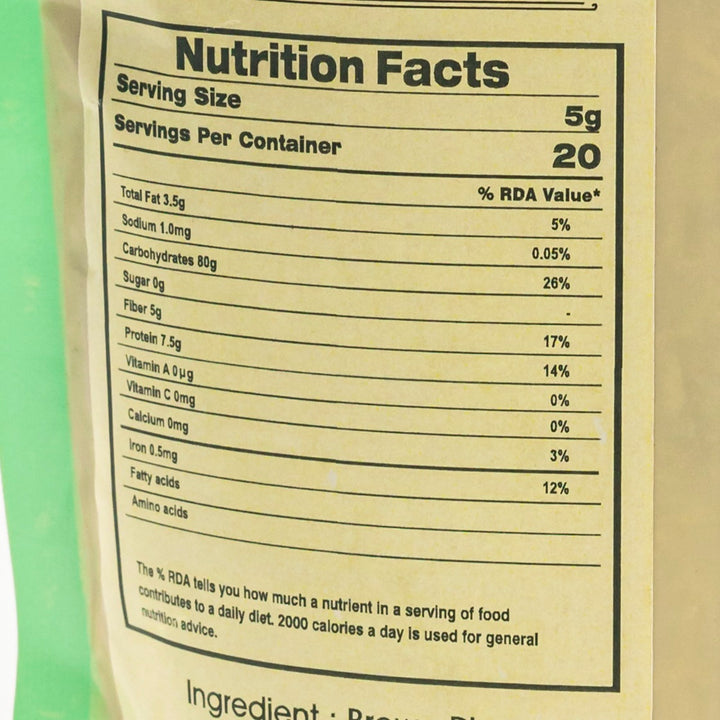 Nutrition Facts
Serving Size 5g
Servings Per Container 20
% RDA Value*
Total Fat 3.5g 5%
Sodium 1.0mg 0.05%
Carbohydrates 80g 26%
Sugar 0g -
Fiber 5g 17%
Protein 7.5g 14%
Vitamin A 0µg 0%
Vitamin C 0mg 0%
Calcium 0mg 3%
Iron 0.5mg 12%
Fatty acids
Amino acids
The % RDA tells you how much a nutrient in a serving of food
contributes to a daily diet. 2000 calories a day is used for general
nutrition advice.
Ingredient : Brown